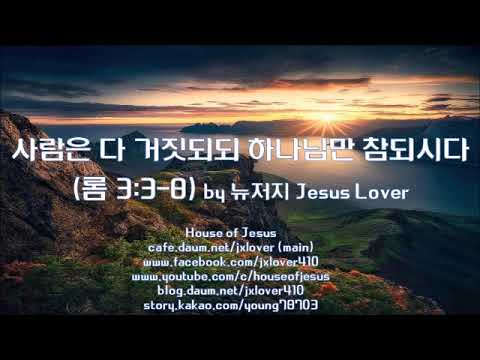 사람은 다 거짓되되 하나님만 참되시다
(롬 3:3-8) by 뉴저지 Jesus Lover
House of Jesus
cafe.daum.net/jxlover (main)
www.facebook.com/jxlover410
www.youtube.com/c/houseofjesus
blog.daum.net/jxlover410
story.kakao.com/young78703